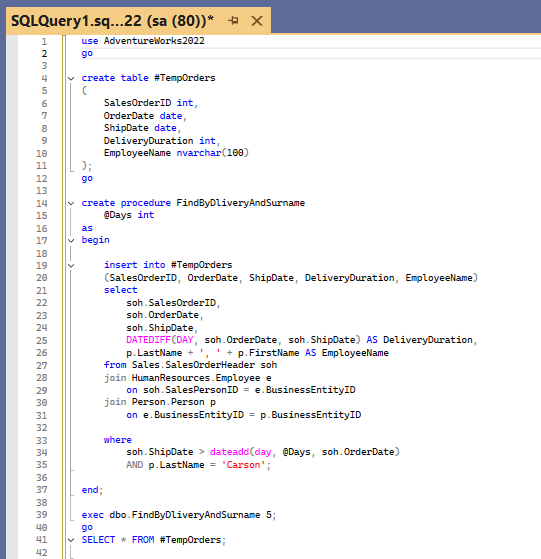 SQLQuery1.sq...22 (sa (80))*
1 use AdventureWorks2022
2 go
3
4 create table #TempOrders
5 (
6 SalesOrderID int,
7 OrderDate date,
8 ShipDate date,
9 DeliveryDuration int,
10 EmployeeName nvarchar(100)
11 );
12 go
13
14 create procedure FindByDliveryAndSurname
15 @Days int
16 as
17 begin
18
19 insert into #TempOrders
20 (SalesOrderID, OrderDate, ShipDate, DeliveryDuration, EmployeeName)
21 select
22 soh.SalesOrderID,
23 soh.OrderDate,
24 soh.ShipDate,
25 DATEDIFF(DAY, soh.OrderDate, soh.ShipDate) AS DeliveryDuration,
26 p.LastName + ', ' + p.FirstName AS EmployeeName
27 from Sales.SalesOrderHeader soh
28 join HumanResources.Employee e
29 on soh.SalesPersonID = e.BusinessEntityID
30 join Person.Person p
31 on e.BusinessEntityID = p.BusinessEntityID
32
33 where
34 soh.ShipDate > dateadd(day, @Days, soh.OrderDate)
35 AND p.LastName = 'Carson';
36
37 end;
38
39 exec dbo.FindByDliveryAndSurname 5;
40 go
41 SELECT * FROM #TempOrders;
42